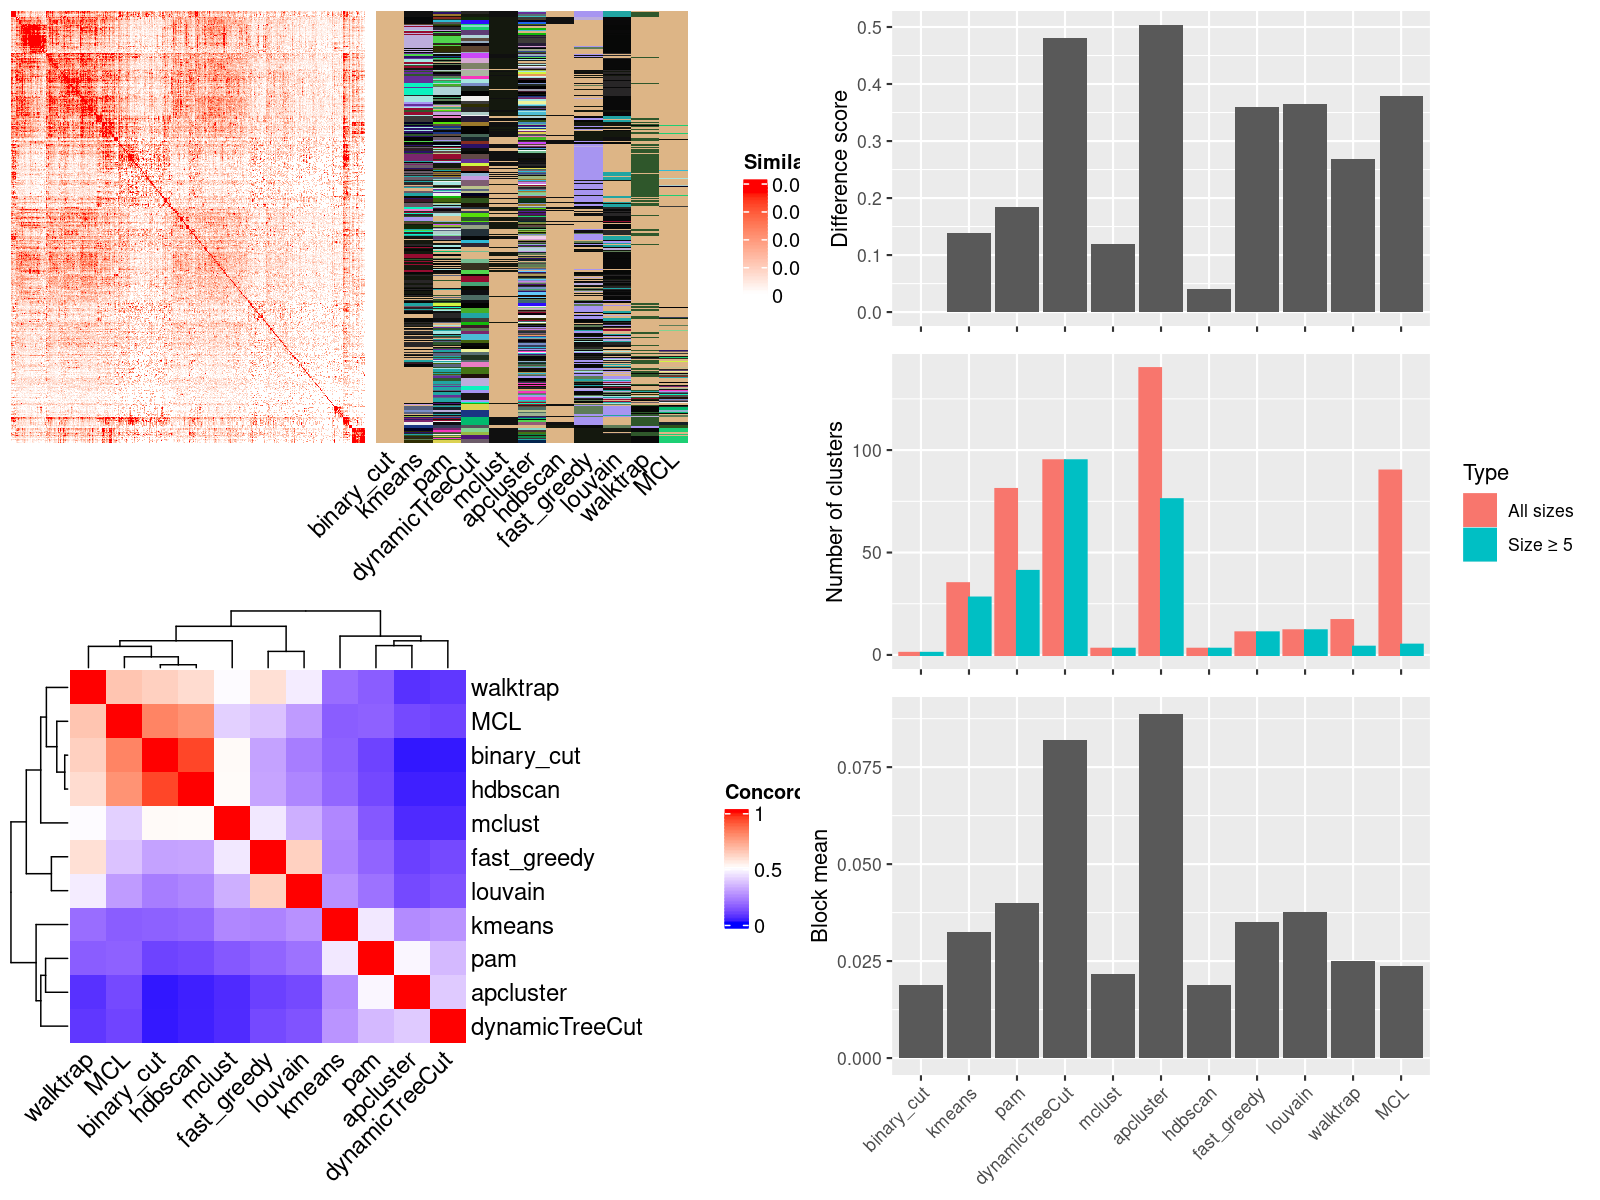 Simila
0.0
0.0
0.0
0.0
0
binary_cut
kmeans
pam
dynamicTreeCut
mclust
apcluster
hdbscan
fast_greedy
louvain
walktrap
MCL
walktrap
MCL
binary_cut
hdbscan
mclust
fast_greedy
louvain
kmeans
pam
apcluster
dynamicTreeCut
walktrap
MCL
binary_cut
hdbscan
mclust
fast_greedy
louvain
kmeans
pam
apcluster
dynamicTreeCut
Concord
1
0.5
0
Difference score
0.5
0.4
0.3
0.2
0.1
0.0
Number of clusters
100
50
0
Type
All sizes
Size ≥ 5
Block mean
0.075
0.050
0.025
0.000
binary_cut
kmeans
pam
dynamicTreeCut
mclust
apcluster
hdbscan
fast_greedy
louvain
walktrap
MCL